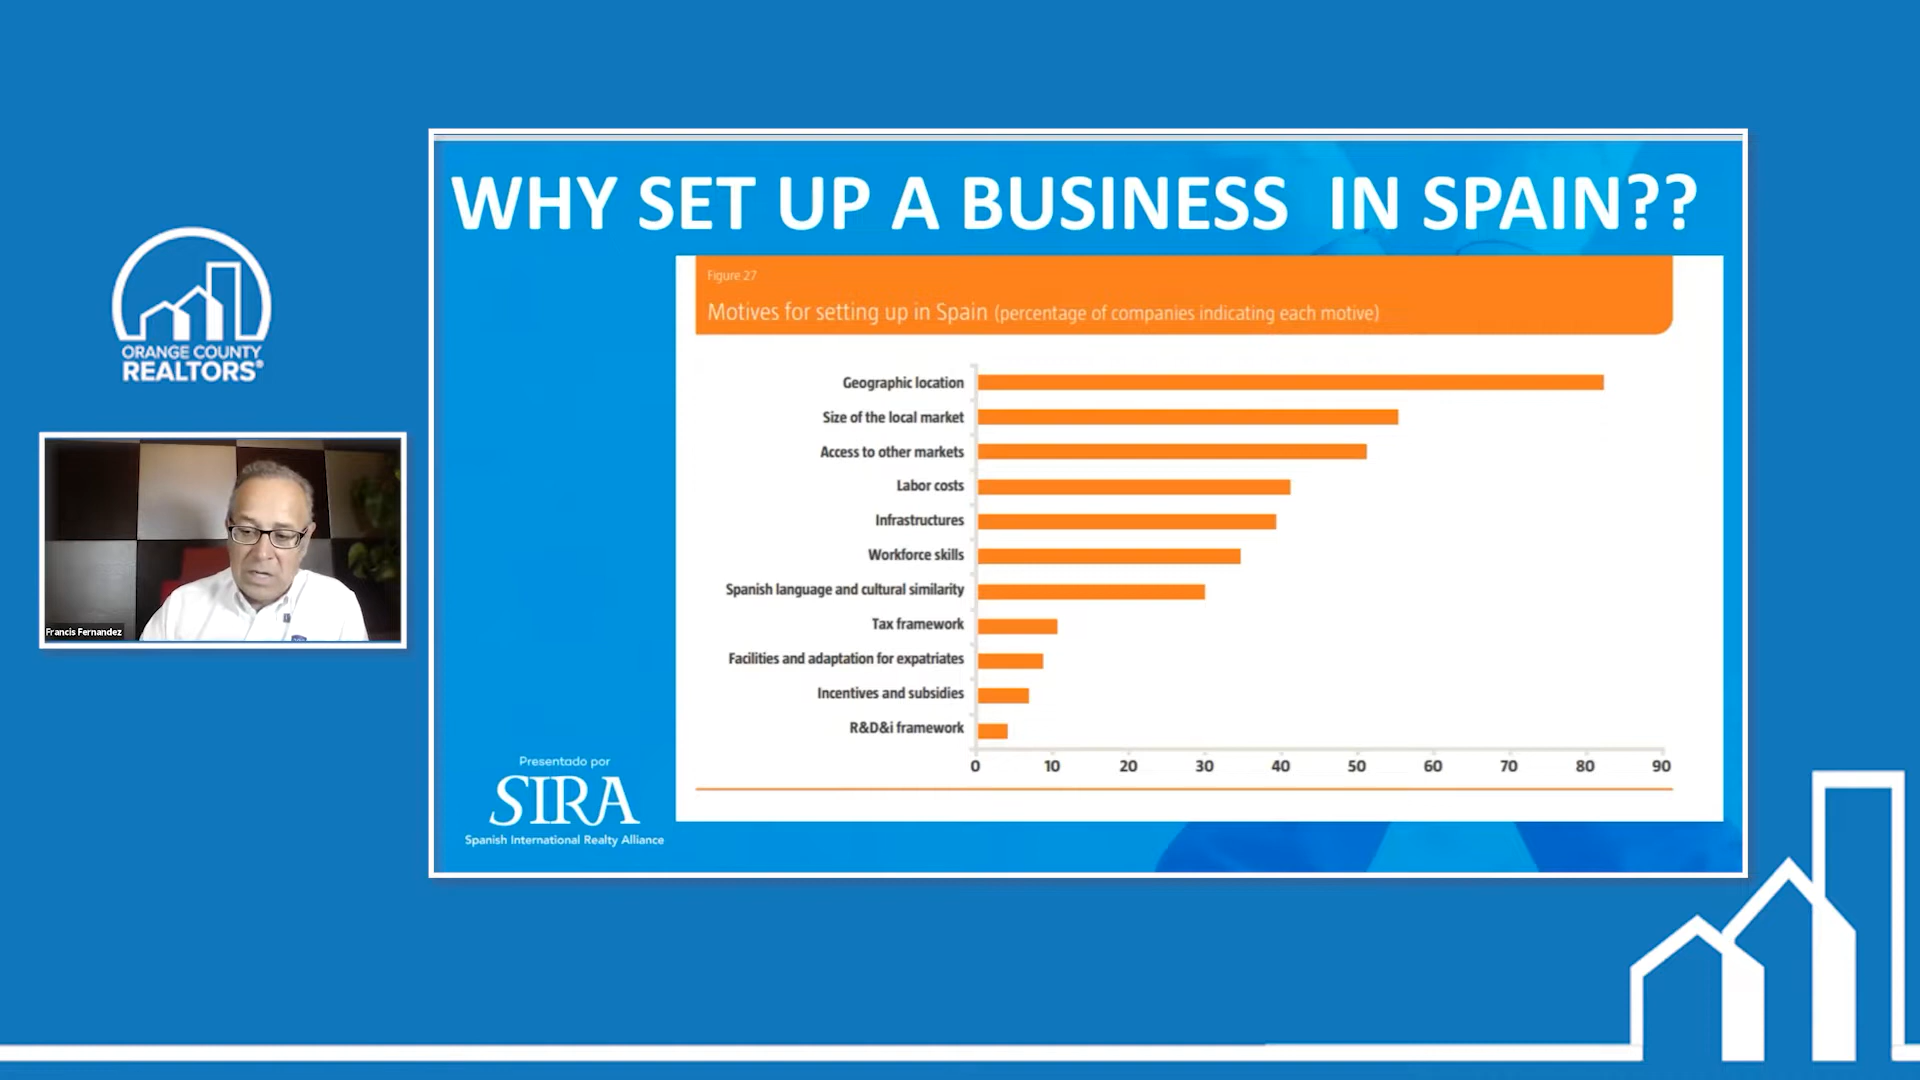 WHY SET UP A BUSINESS IN SPAIN??
ORANGE COUNTY
REALTORS®
Francis Fernandez
Figure 27
Motives for setting up in Spain (percentage of companies indicating each motive)
Geographic location
Size of the local market
Access to other markets
Labor costs
Infrastructures
Workforce skills
Spanish language and cultural similarity
Tax framework
Facilities and adaptation for expatriates
Incentives and subsidies
R&D&i framework
0 10 20 30 40 50 60 70 80 90
Presentado por
SIRA
Spanish International Realty Alliance